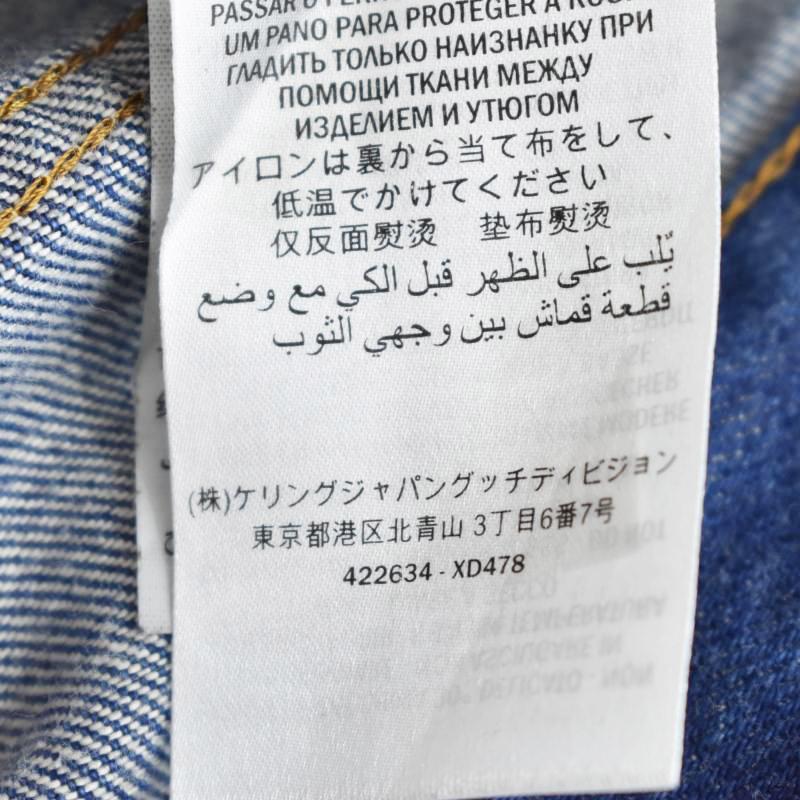 PASSAR O
UM PANO PARA PROTEGER A
ГЛАДИТЬ ТОЛЬКО НАИЗНАНКУ ПРИ
ПОМОЩИ ТКАНИ МЕЖДУ
ИЗДЕЛИЕМ И УТЮГОМ
アイロンは裏から当て布をして、
低温でかけてください
仅反面熨烫 垫布熨烫
يُلب على الظهر قبل الكي مع وضع
قطعة قماش بين وجهي الثوب
(株)ケリングジャパングッチディビジョン
東京都港区北青山 3丁目6番7号
422634 - XD478